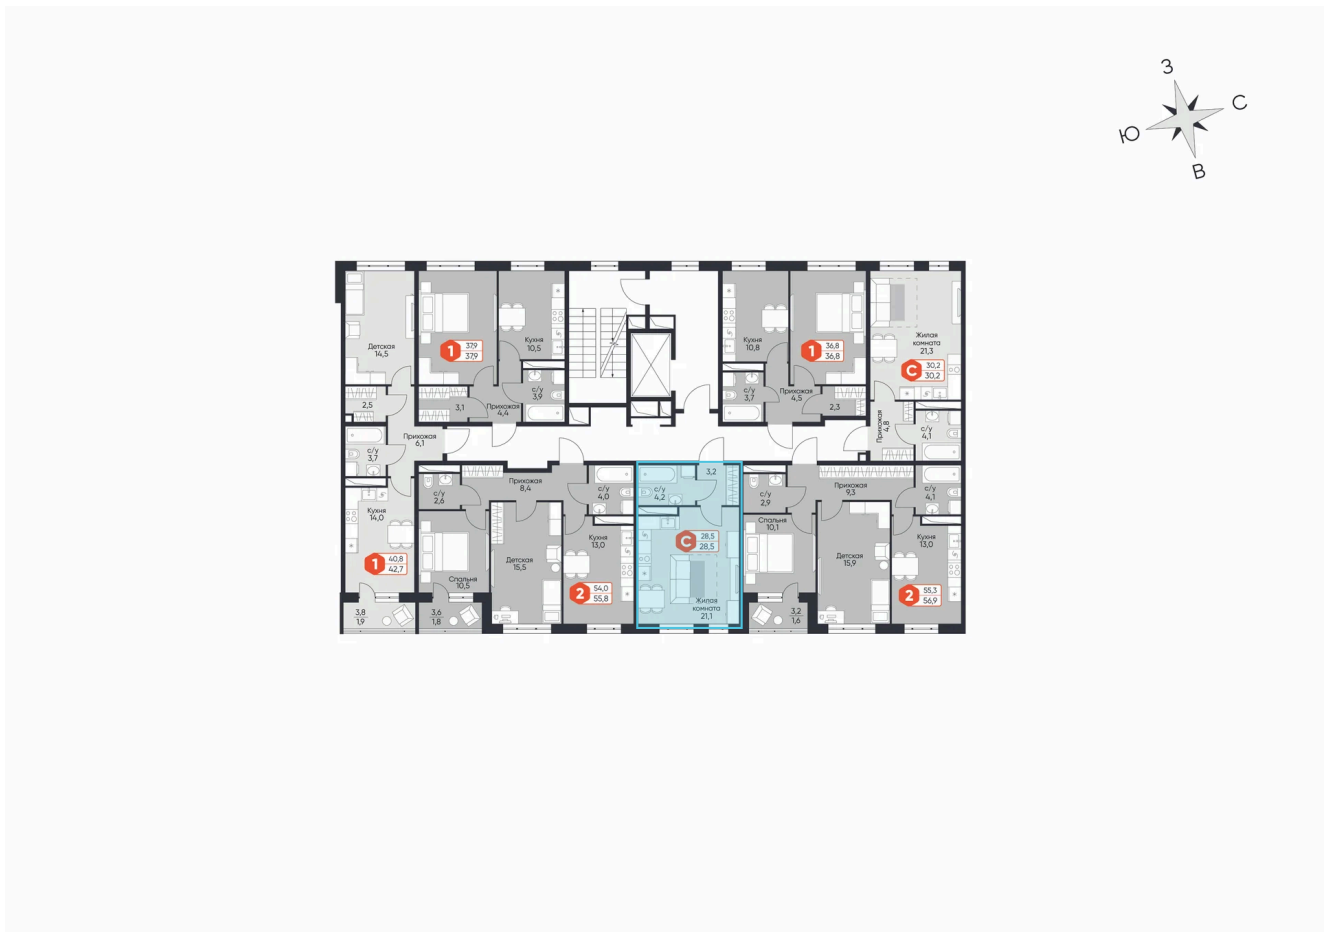 З
С
Ю
В
Детская
14,5
2,5
с/у
3,7
Прихожая
6,1
Кухня
14,0
1
40,8
42,7
3,8
1,9
1
37,9
37,9
Кухня
10,5
3,1
Прихожая
4,4
с/у
3,9
Кухня
10,8
1
36,8
36,8
с/у
3,7
Прихожая
4,5
2,3
Жилая
комната
21,3
С
30,2
30,2
Прихожая
4,8
с/у
4,1
с/у
2,6
Прихожая
8,4
с/у
4,0
Спальня
10,5
Детская
15,5
Кухня
13,0
2
54,0
55,8
3,6
1,8
с/у
4,2
3,2
С
28,5
28,5
Жилая
комната
21,1
с/у
2,9
Прихожая
9,3
с/у
4,1
Спальня
10,1
Детская
15,9
Кухня
13,0
2
55,3
56,9
3,2
1,6